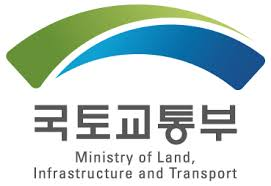 국토교통부
Ministry of Land,
Infrastructure and Transport